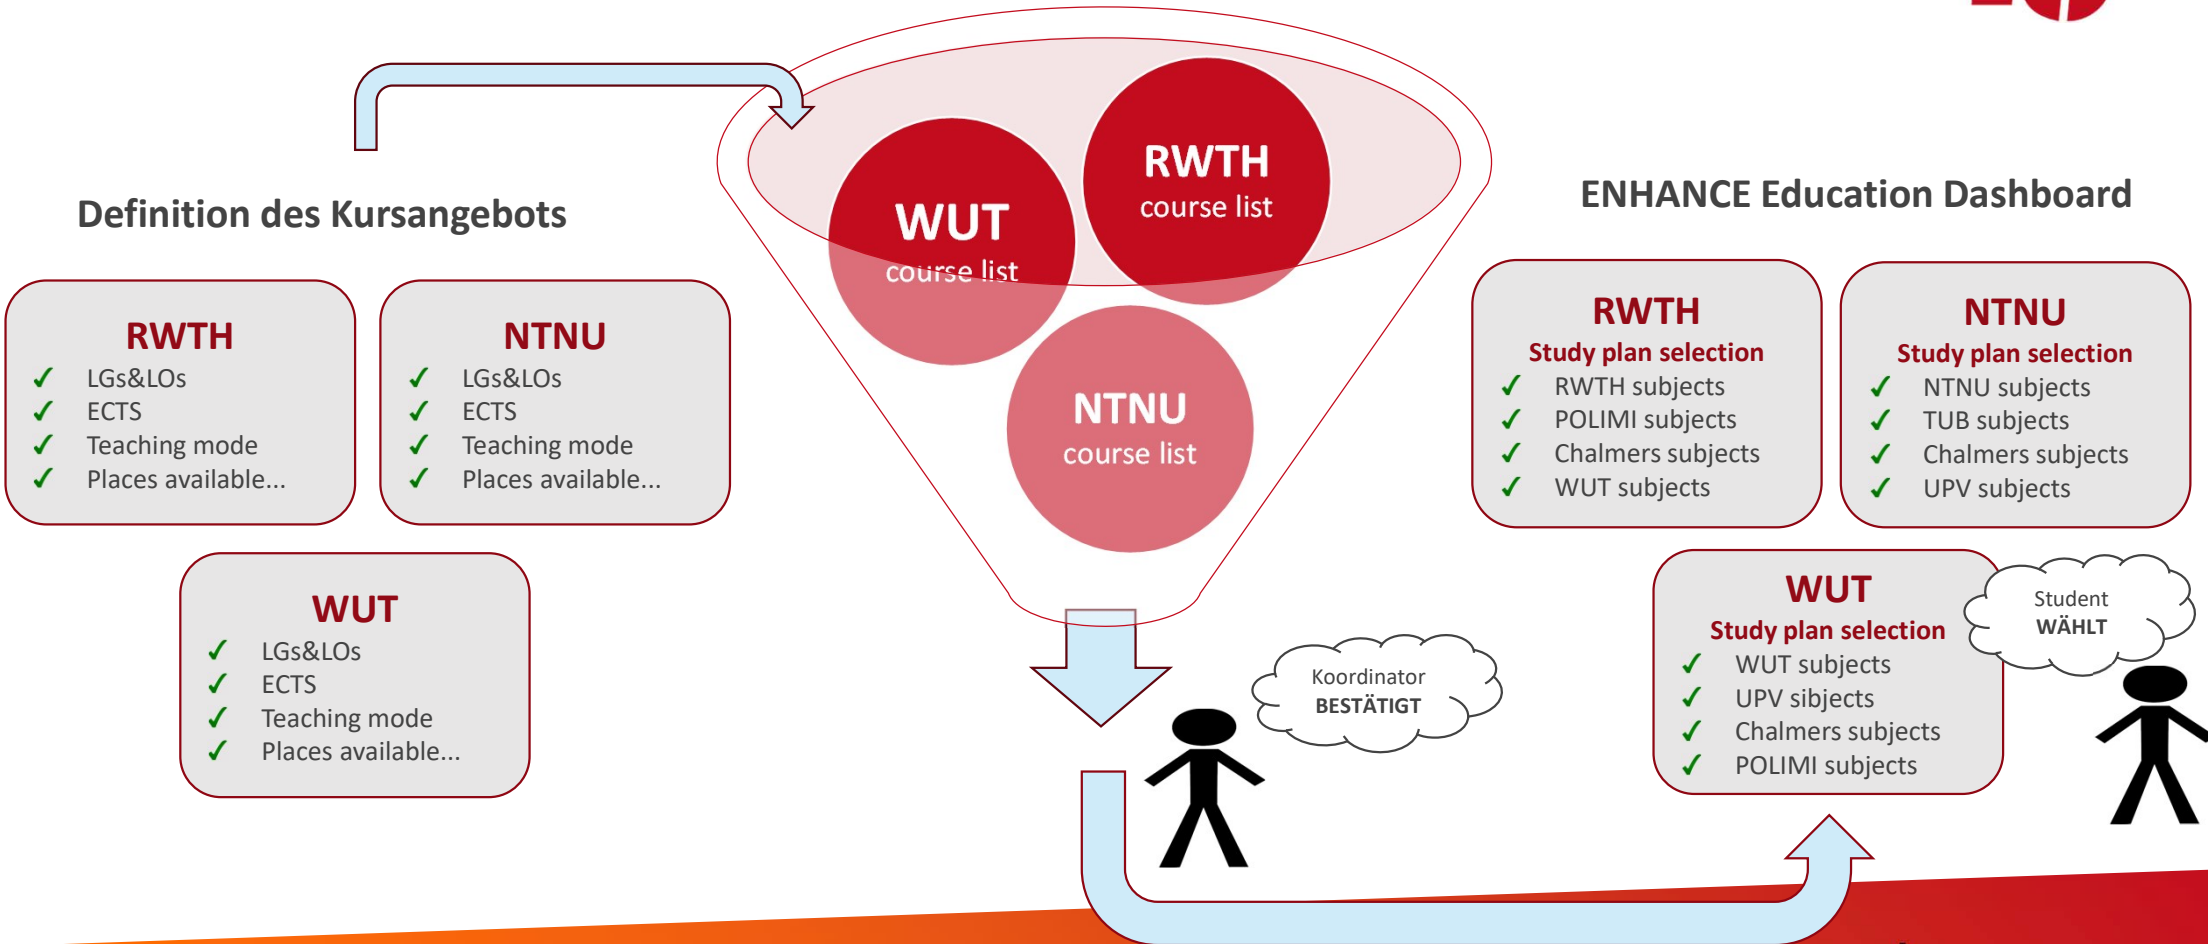 Definition des Kursangebots
RWTH
✓ LGs&LOs
✓ ECTS
✓ Teaching mode
✓ Places available...
NTNU
✓ LGs&LOs
✓ ECTS
✓ Teaching mode
✓ Places available...
WUT
✓ LGs&LOs
✓ ECTS
✓ Teaching mode
✓ Places available...
RWTH
course list
WUT
course list
NTNU
course list
Koordinator
BESTÄTIGT
ENHANCE Education Dashboard
RWTH
Study plan selection
✓ RWTH subjects
✓ POLIMI subjects
✓ Chalmers subjects
✓ WUT subjects
NTNU
Study plan selection
✓ NTNU subjects
✓ TUB subjects
✓ Chalmers subjects
✓ UPV subjects
WUT
Study plan selection
✓ WUT subjects
✓ UPV sibjects
✓ Chalmers subjects
✓ POLIMI subjects
Student
WÄHLT